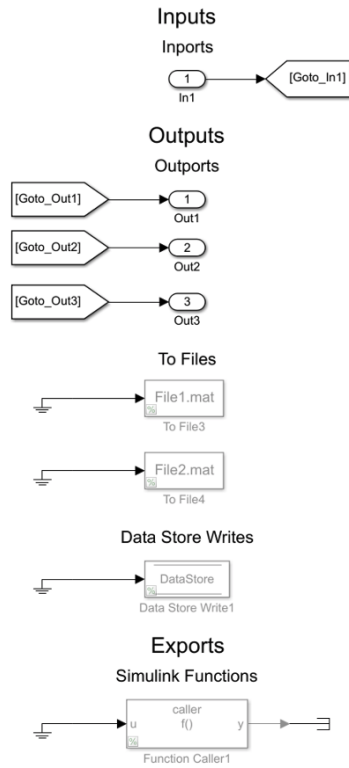 Inputs
Inports
1
[Goto_In1]
In1
Outputs
Outports
[Goto_Out1]
1
Out1
[Goto_Out2]
2
Out2
[Goto_Out3]
3
Out3
To Files
File1.mat
%
To File3
File2.mat
%
To File4
Data Store Writes
DataStore
%
Data Store Write1
Exports
Simulink Functions
caller
u f() y
%
Function Caller1